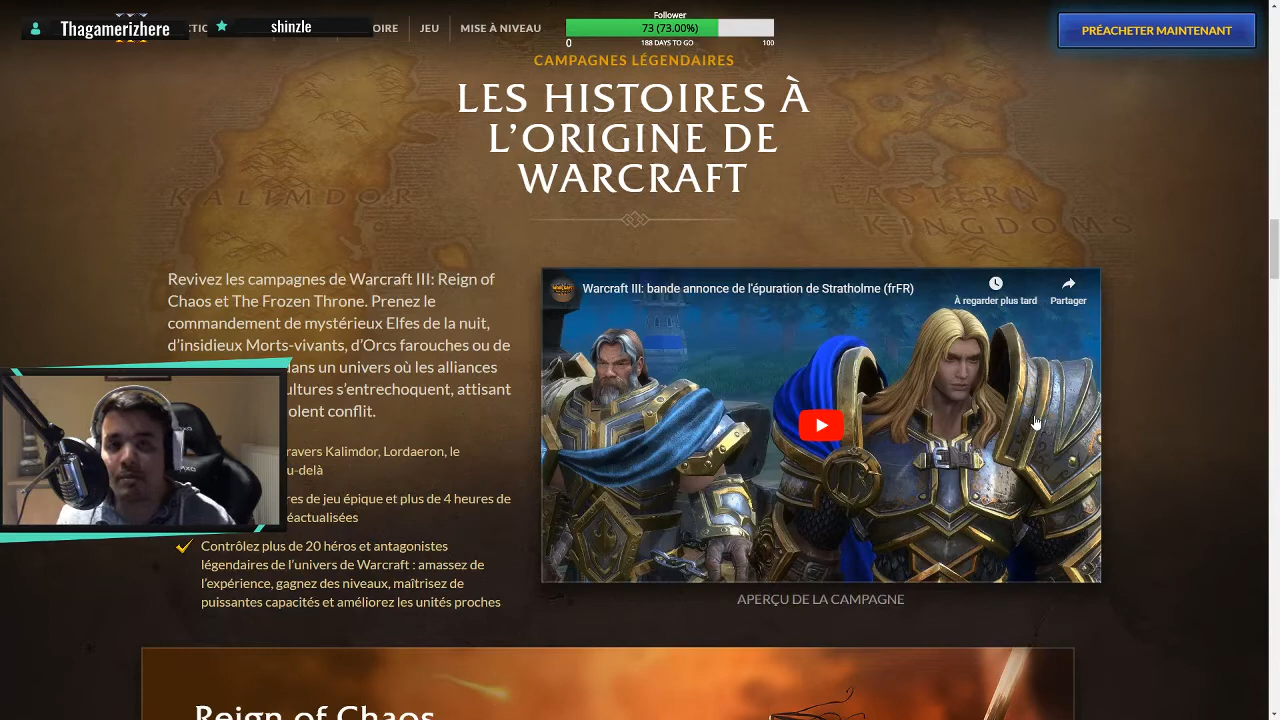 Thagamerizhere
shinzle
OIRE
JEU
MISE À NIVEAU
Follower
73 (73.00%)
0
188 DAYS TO GO
100
PRÉACHETER MAINTENANT
CAMPAGNES LÉGENDAIRES
LES HISTOIRES À
L’ORIGINE DE
WARCRAFT
KALIMDOR
EASTERN
KINGDOMS
Revivez les campagnes de Warcraft III: Reign of
Chaos et The Frozen Throne. Prenez le
commandement de mystérieux Elfes de la nuit,
d’insidieux Morts-vivants, d’Orcs farouches ou de
dans un univers où les alliances
ultures s’entrechoquent, attisant
olent conflit.
ravers Kalimdor, Lordaeron, le
u-delà
res de jeu épique et plus de 4 heures de
éactualisées
Contrôlez plus de 20 héros et antagonistes
légendaires de l’univers de Warcraft : amassez de
l’expérience, gagnez des niveaux, maîtrisez de
puissantes capacités et améliorez les unités proches
Warcraft III: bande annonce de l'épuration de Stratholme (frFR)
À regarder plus tard
Partager
APERÇU DE LA CAMPAGNE
Reign of Chaos